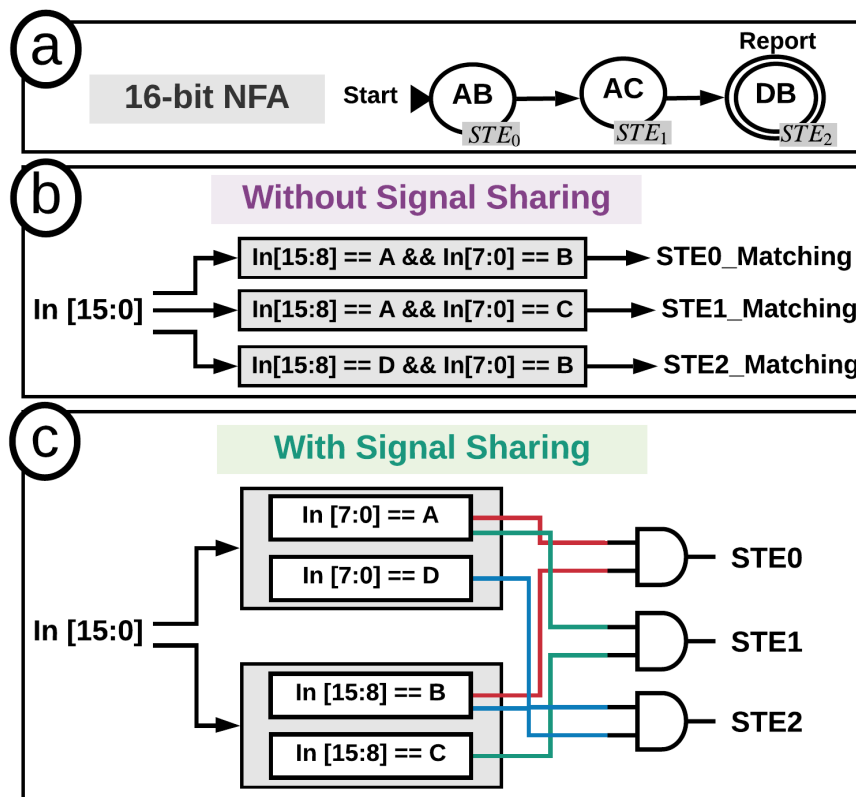 a
Report
16-bit NFA
Start
AB
AC
DB
STE0
STE1
STE2
b
Without Signal Sharing
In [15:0]
In[15:8] == A && In[7:0] == B
STE0_Matching
In[15:8] == A && In[7:0] == C
STE1_Matching
In[15:8] == D && In[7:0] == B
STE2_Matching
c
With Signal Sharing
In [15:0]
In [7:0] == A
In [7:0] == D
In [15:8] == B
In [15:8] == C
STE0
STE1
STE2